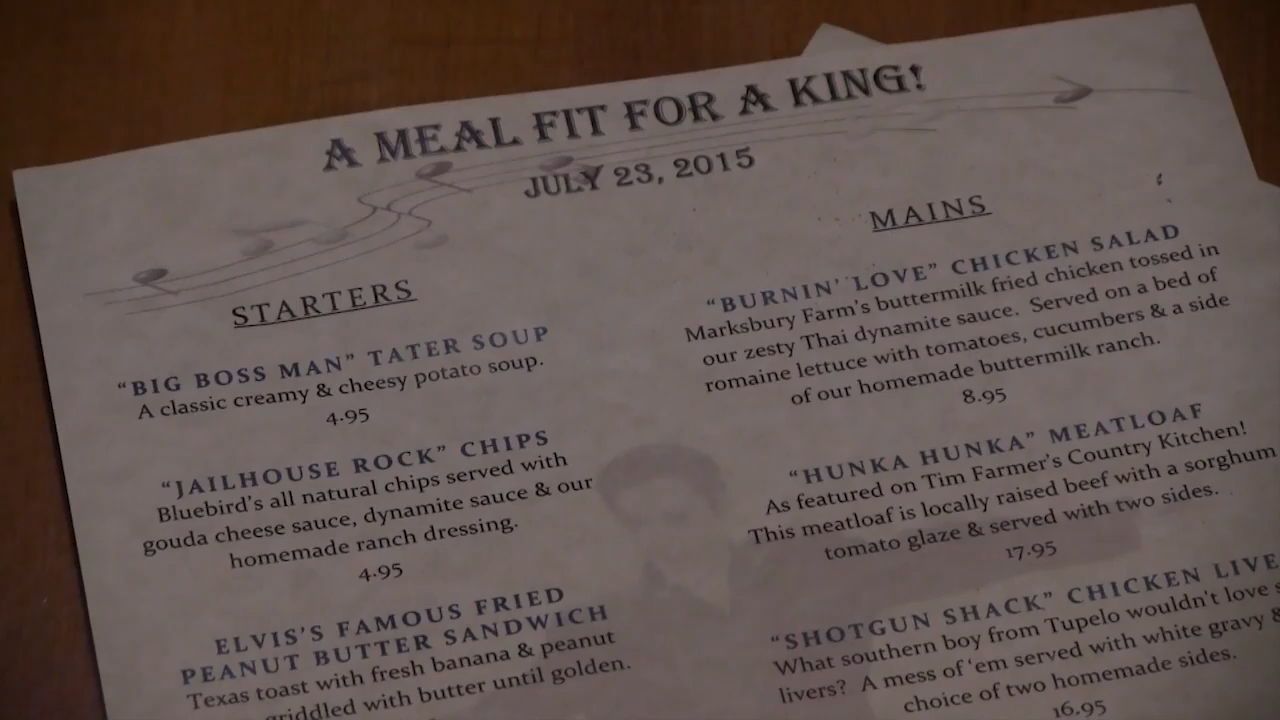 A MEAL FIT FOR A KING!
JULY 23, 2015
STARTERS
"BIG BOSS MAN" TATER SOUP
A classic creamy & cheesy potato soup.
4.95
"JAILHOUSE ROCK" CHIPS
Bluebird's all natural chips served with
gouda cheese sauce, dynamite sauce & our
homemade ranch dressing.
4.95
ELVIS'S FAMOUS FRIED
PEANUT BUTTER SANDWICH
Texas toast with fresh banana & peanut
griddled with butter until golden.
MAINS
"BURNIN' LOVE" CHICKEN SALAD
Marksbury Farm's buttermilk fried chicken tossed in
our zesty Thai dynamite sauce. Served on a bed of
romaine lettuce with tomatoes, cucumbers & a side
of our homemade buttermilk ranch.
8.95
"HUNKA HUNKA" MEATLOAF
As featured on Tim Farmer's Country Kitchen!
This meatloaf is locally raised beef with a sorghum
tomato glaze & served with two sides.
17.95
"SHOTGUN SHACK" CHICKEN LIVE
What southern boy from Tupelo wouldn't love
livers? A mess of 'em served with white gravy &
choice of two homemade sides.
16.95